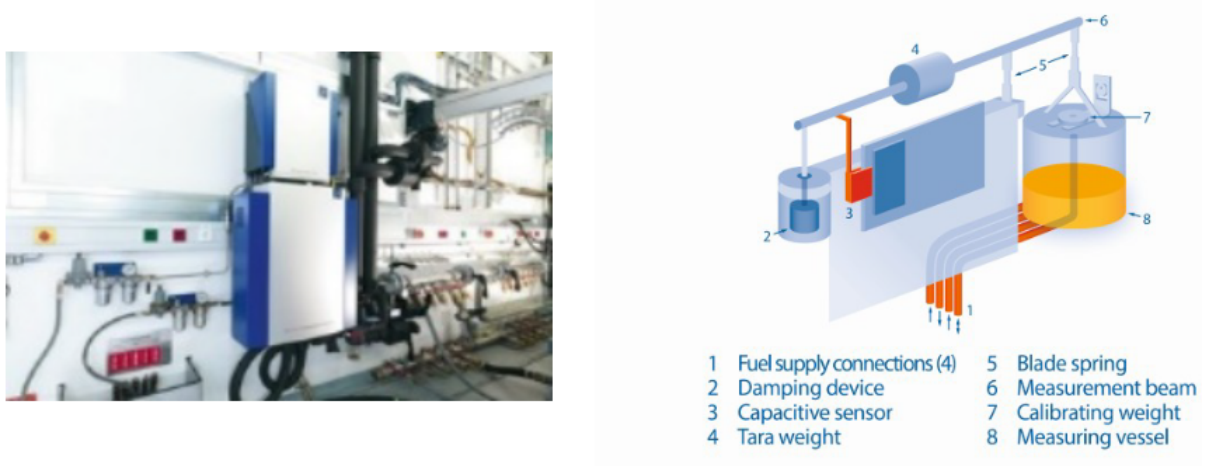 6
4
5
7
3
2
8
1
1 Fuel supply connections (4)
2 Damping device
3 Capacitive sensor
4 Tara weight
5 Blade spring
6 Measurement beam
7 Calibrating weight
8 Measuring vessel